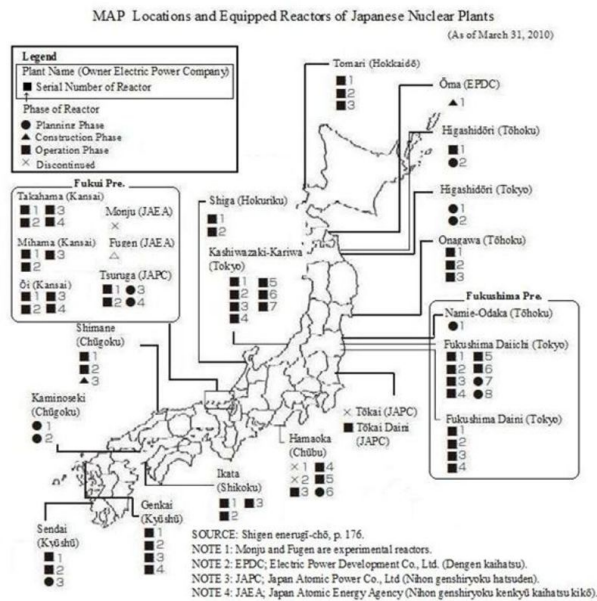 MAP Locations and Equipped Reactors of Japanese Nuclear Plants
(As of March 31, 2010)
Legend
Plant Name (Owner Electric Power Company)
■ Serial Number of Reactor
↑
Phase of Reactor
● Planning Phase
▲ Construction Phase
■ Operation Phase
× Discontinued
Fukui Pre.
Takahama (Kansai)
■ 1 ■ 3
■ 2 ■ 4
Monju (JAEA)
×
Mihama (Kansai)
■ 1 ■ 3
■ 2
Fugen (JAEA)
△
Ōi (Kansai)
■ 1 ■ 3
■ 2 ■ 4
Tsuruga (JAPC)
■ 1 ● 3
■ 2 ● 4
Shimane
(Chūgoku)
■ 1
■ 2
▲ 3
Kaminoseki
(Chūgoku)
● 1
● 2
Sendai
(Kyūshū)
■ 1
■ 2
● 3
Genkai
(Kyūshū)
■ 1
■ 2
■ 3
■ 4
Ikata
(Shikoku)
■ 1 ■ 3
■ 2
Shiga (Hokuriku)
■ 1
■ 2
Kashiwazaki-Kariwa
(Tokyo)
■ 1 ■ 5
■ 2 ■ 6
■ 3 ■ 7
■ 4
Hamaoka
(Chūbu)
× 1 ■ 4
× 2 ■ 5
■ 3 ● 6
Tomari (Hokkaidō)
■ 1
■ 2
■ 3
Ōma (EPDC)
▲ 1
Higashidōri (Tōhoku)
■ 1
● 2
Higashidōri (Tokyo)
● 1
● 2
Onagawa (Tōhoku)
■ 1
■ 2
■ 3
Fukushima Pre.
Namie-Odaka (Tōhoku)
● 1
Fukushima Daiichi (Tokyo)
■ 1 ■ 5
■ 2 ■ 6
■ 3 ● 7
■ 4 ● 8
Fukushima Daini (Tokyo)
■ 1
■ 2
■ 3
■ 4
× Tōkai (JAPC)
■ Tōkai Daini
(JAPC)
SOURCE: Shigen enerugī-chō, p. 176.
NOTE 1: Monju and Fugen are experimental reactors.
NOTE 2: EPDC; Electric Power Development Co., Ltd. (Dengen kaihatsu).
NOTE 3: JAPC; Japan Atomic Power Co., Ltd (Nihon genshiryoku hatsuden).
NOTE 4: JAEA; Japan Atomic Energy Agency (Nihon genshiryoku kenkyū kaihatsu kikō).